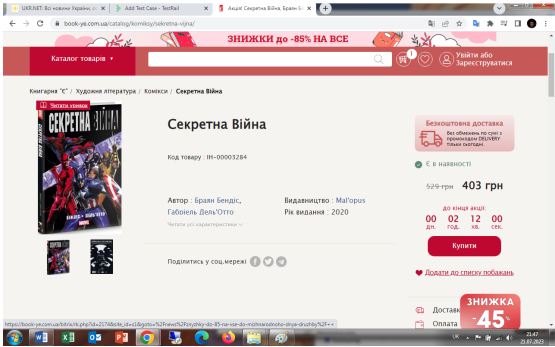 UKR.NET: Всі новини України, о
Add Test Case - TestRail
Акція! Секретна Війна, Браян Бен
book-ye.com.ua/catalog/komiksy/sekretna-vijna/
ЗНИЖКИ до -85% НА ВСЕ
Каталог товарів
1
Увійти або
Зареєструватися
Книгарня "Є" / Художня література / Комікси / Секретна Війна
Читати уривок
СЕКРЕТНА ВІЙНА
Секретна Війна
Код товару : ІН-00003284
Автор : Браян Бендіс,
Габріель Дель'Отто
Видавництво : Mal'opus
Рік видання : 2020
Читати усі характеристики
Поділитись у соц.мережі
Безкоштовна доставка
без обмежень по сумі з
промокодом DELIVERY
тільки сьогодні.
Є в наявності
529 грн 403 грн
до кінця акції:
00 02 12 00
дн. год. хв. сек.
Купити
Додати до списку побажань
Доставк
Оплата
ЗНИЖКА
-45%
UK
21:47
21.07.2023